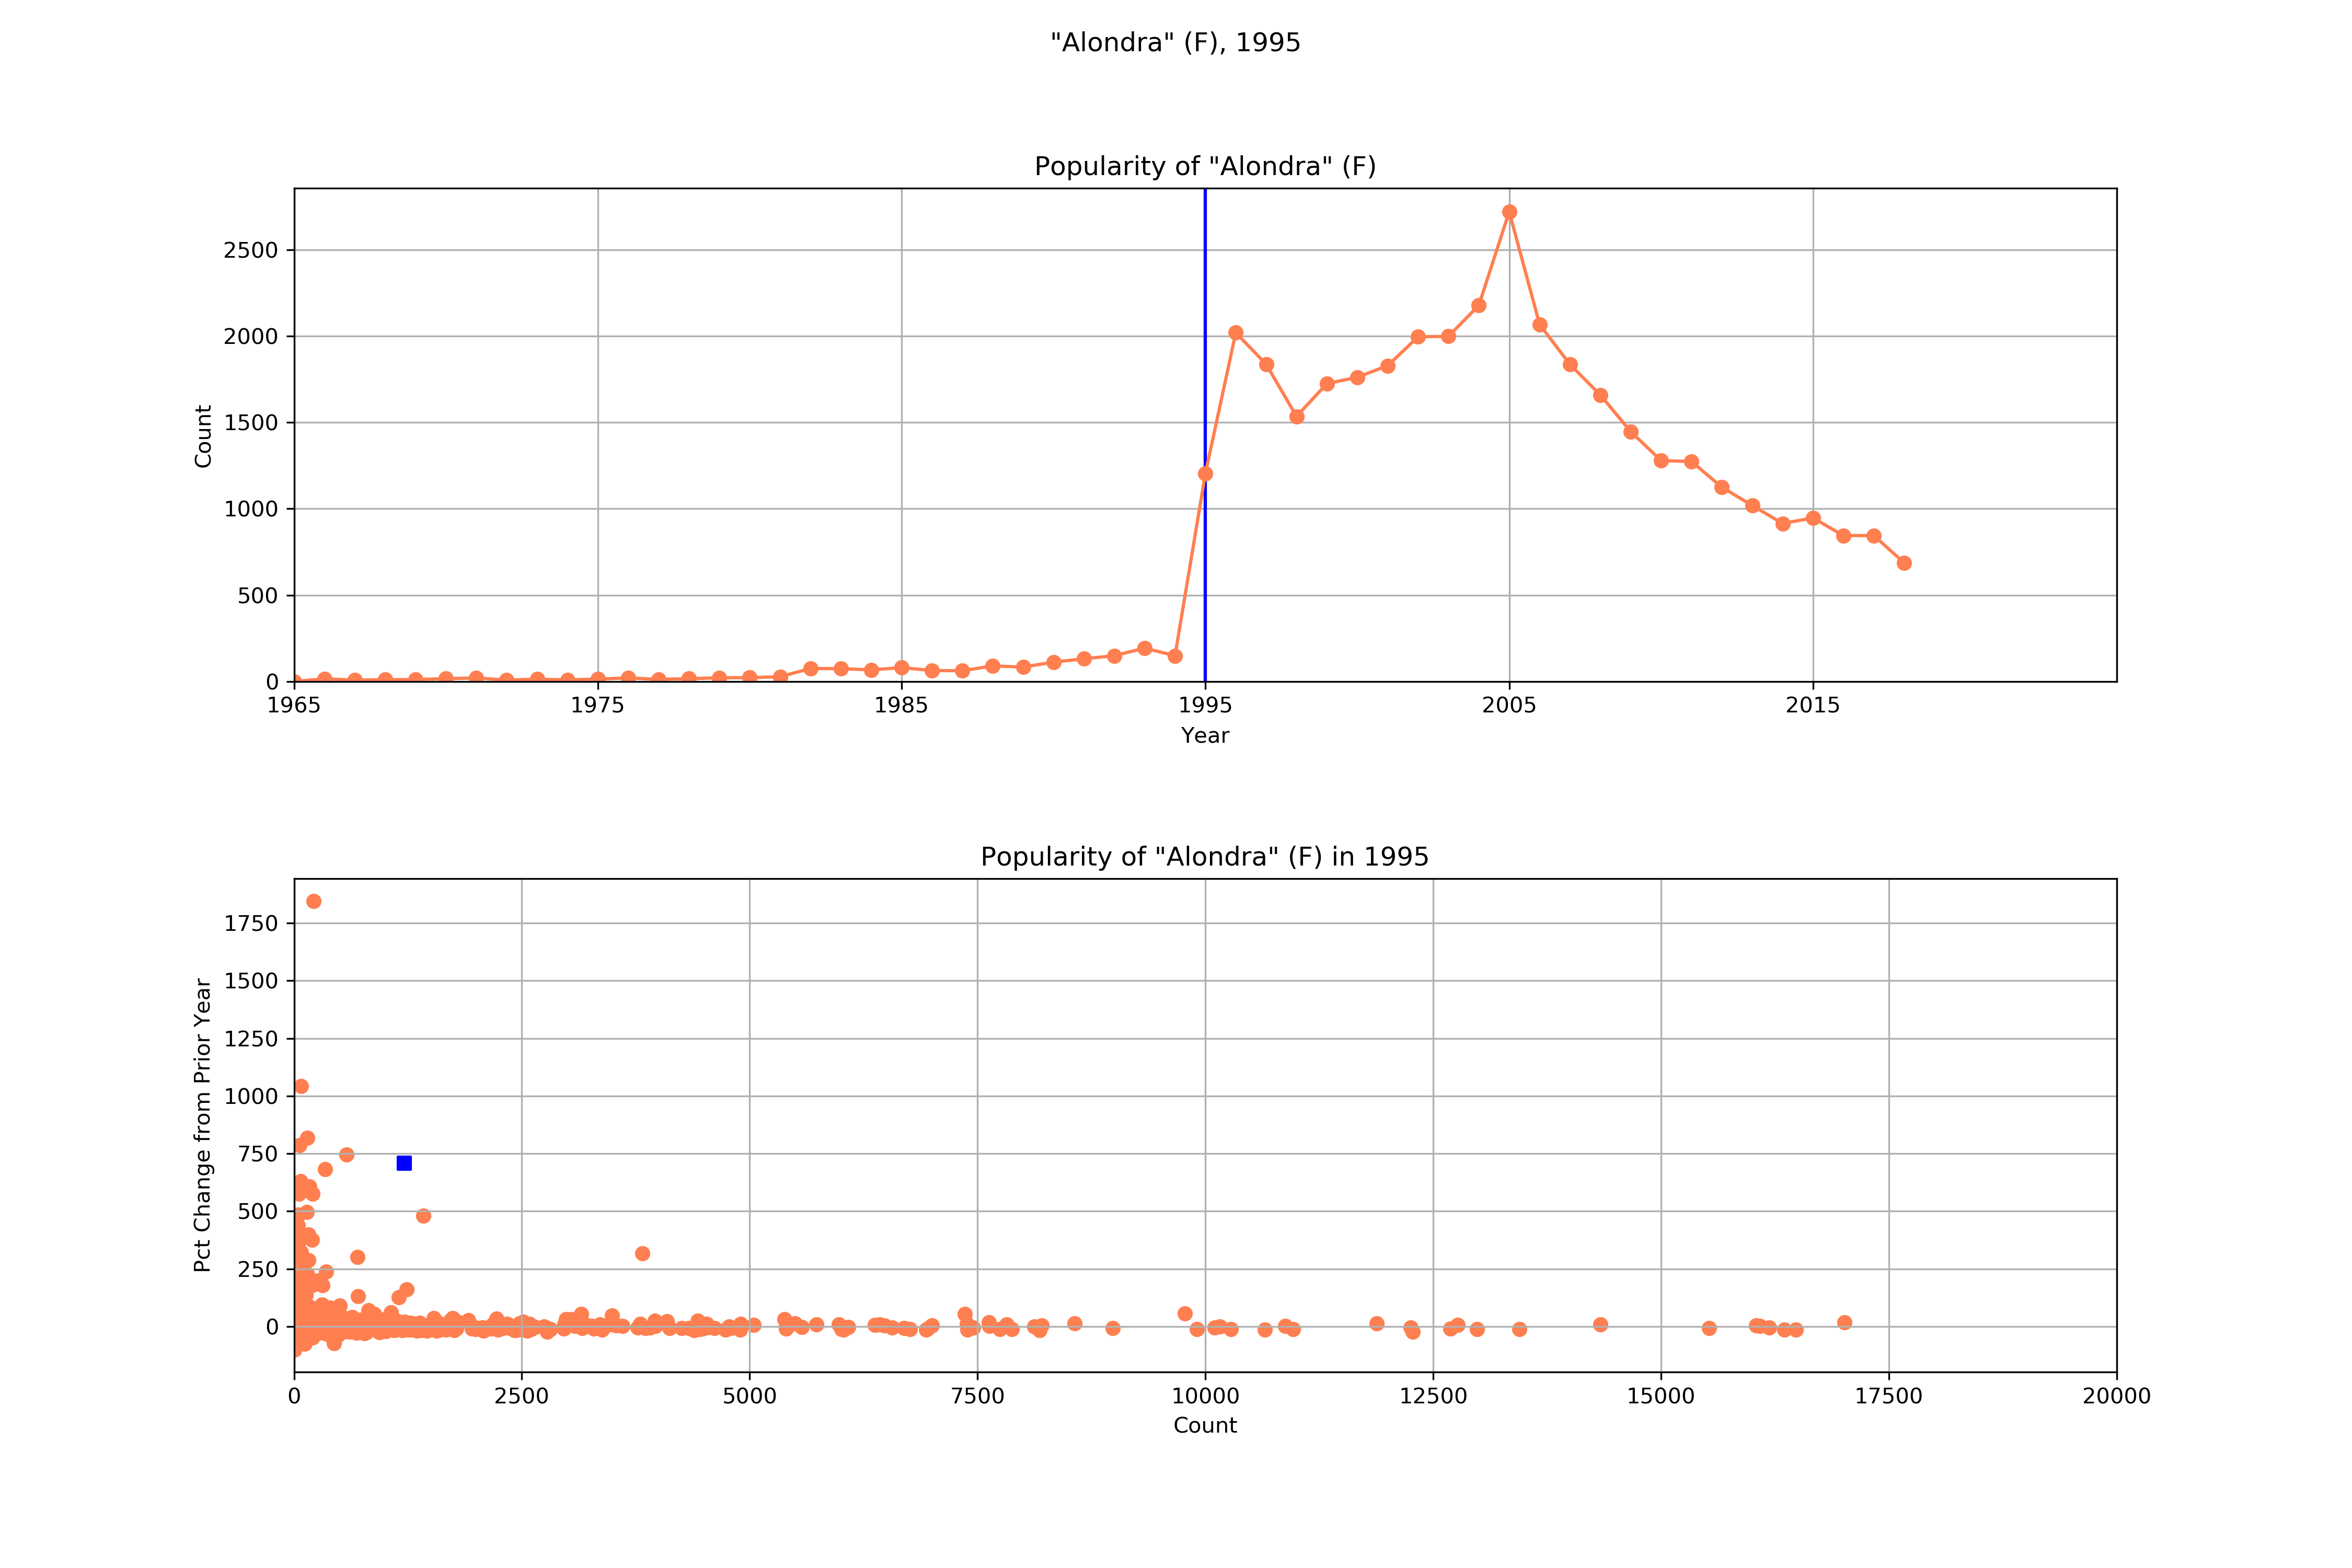 "Alondra" (F), 1995
Popularity of "Alondra" (F)
2500
2000
1500
1000
500
0
Count
1965 1975 1985 1995 2005 2015
Year
Popularity of "Alondra" (F) in 1995
1750
1500
1250
1000
750
500
250
0
Pct Change from Prior Year
0 2500 5000 7500 10000 12500 15000 17500 20000
Count